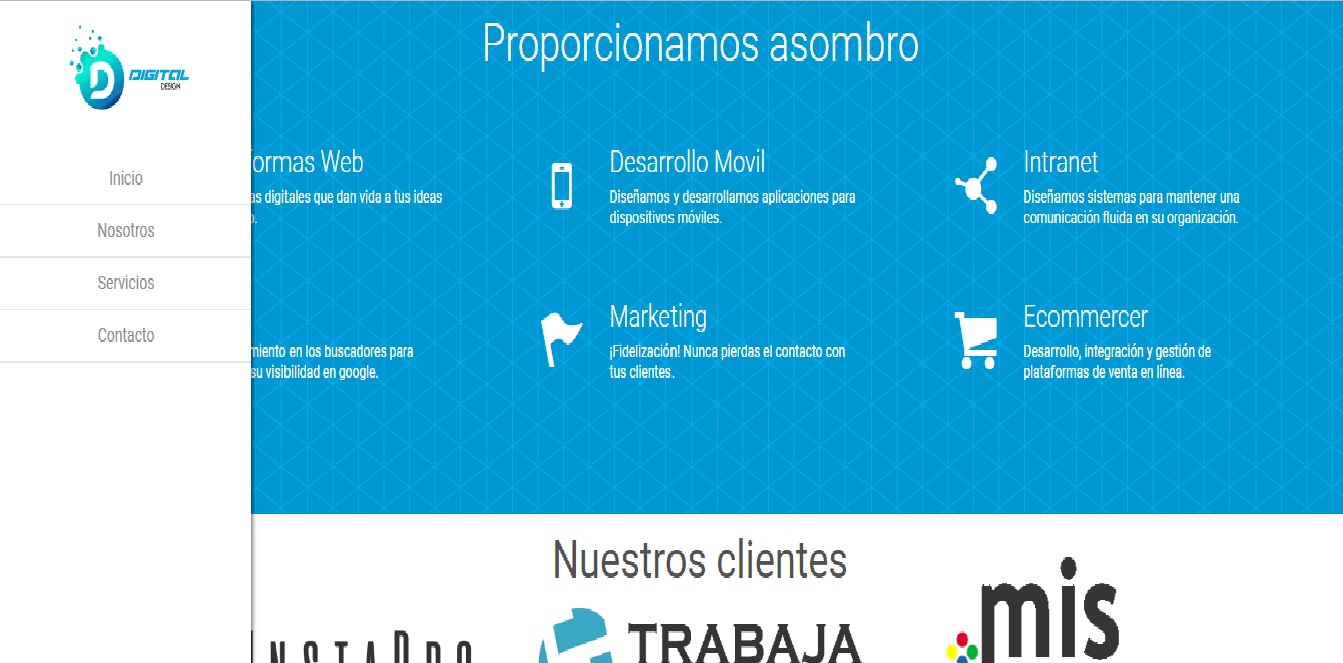 DIGITAL
DESIGN
Inicio
Nosotros
Servicios
Contacto
Proporcionamos asombro
formas Web
as digitales que dan vida a tus ideas
o.
Desarrollo Movil
Diseñamos y desarrollamos aplicaciones para
dispositivos móviles.
Intranet
Diseñamos sistemas para mantener una
comunicación fluida en su organización.
miento en los buscadores para
su visibilidad en google.
Marketing
¡Fidelización! Nunca pierdas el contacto con
tus clientes.
Ecommercer
Desarrollo, integración y gestión de
plataformas de venta en línea.
Nuestros clientes
TRABAJA
mis